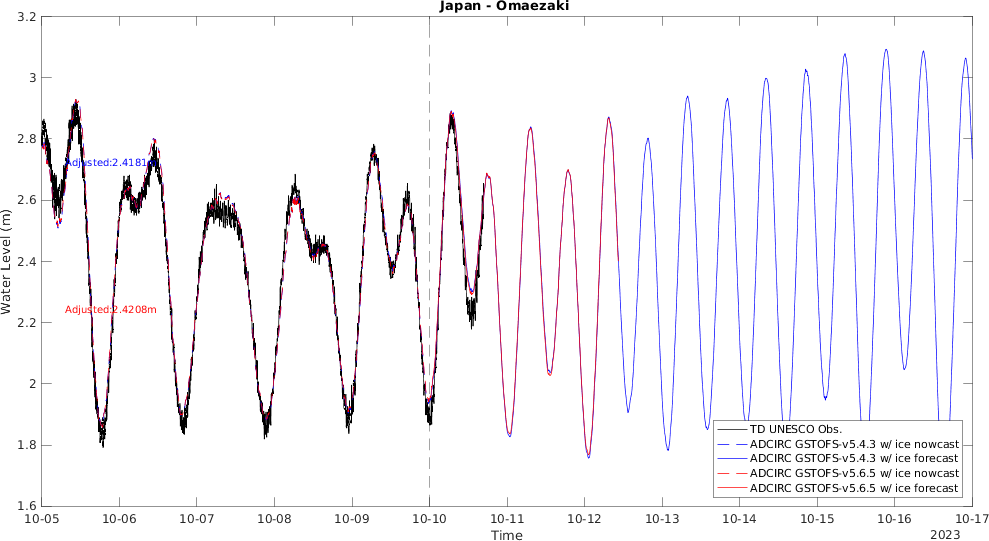 Japan - Omaezaki
3.2
3
2.8
2.6
2.4
2.2
2
1.8
1.6
Water Level (m)
Adjusted:2.4181m
Adjusted:2.4208m
TD UNESCO Obs.
ADCIRC GSTOFS-v5.4.3 w/ ice nowcast
ADCIRC GSTOFS-v5.4.3 w/ ice forecast
ADCIRC GSTOFS-v5.6.5 w/ ice nowcast
ADCIRC GSTOFS-v5.6.5 w/ ice forecast
10-05 10-06 10-07 10-08 10-09 10-10 10-11 10-12 10-13 10-14 10-15 10-16 10-17
Time
2023